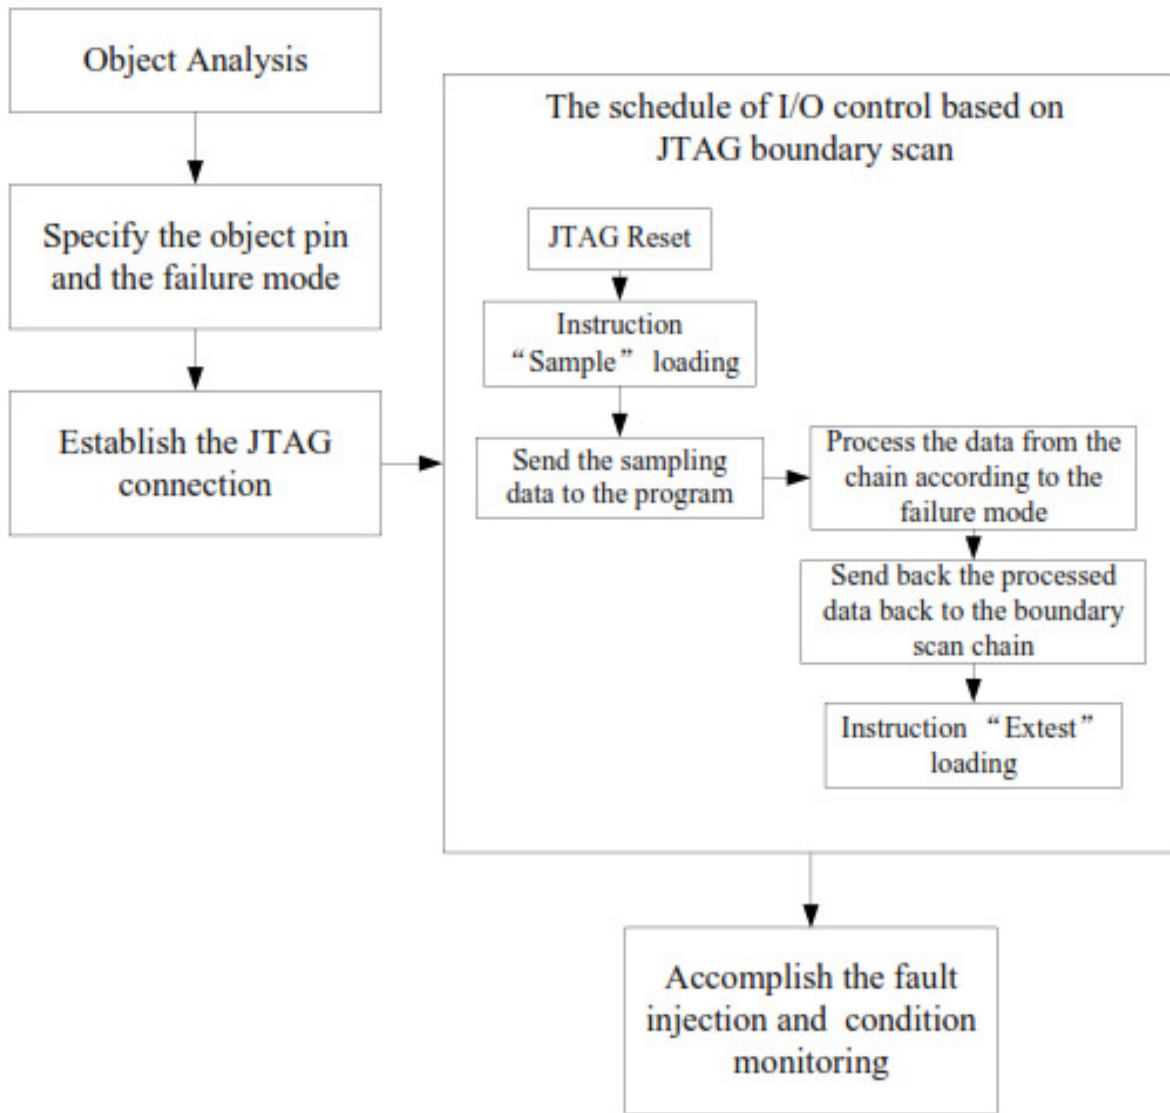 Object Analysis
Specify the object pin
and the failure mode
Establish the JTAG
connection
The schedule of I/O control based on
JTAG boundary scan
JTAG Reset
Instruction
“Sample” loading
Send the sampling
data to the program
Process the data from the
chain according to the
failure mode
Send back the processed
data back to the boundary
scan chain
Instruction “Extest”
loading
Accomplish the fault
injection and condition
monitoring